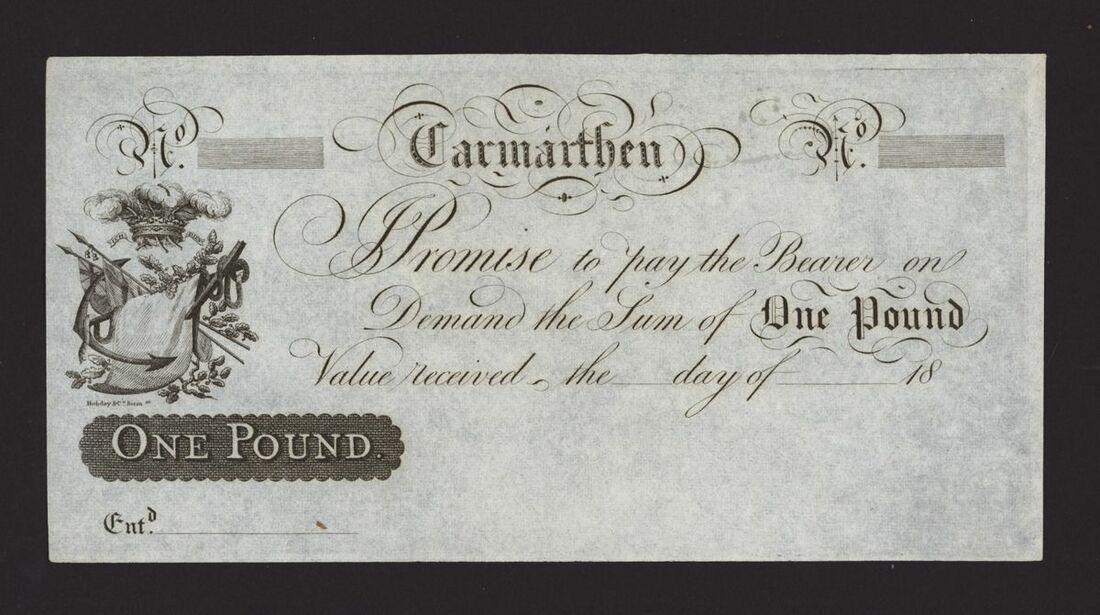 No.
Carmarthen
No.
I Promise to pay the Bearer on
Demand the Sum of One Pound
Value received, the day of 18
ONE POUND.
Entd.